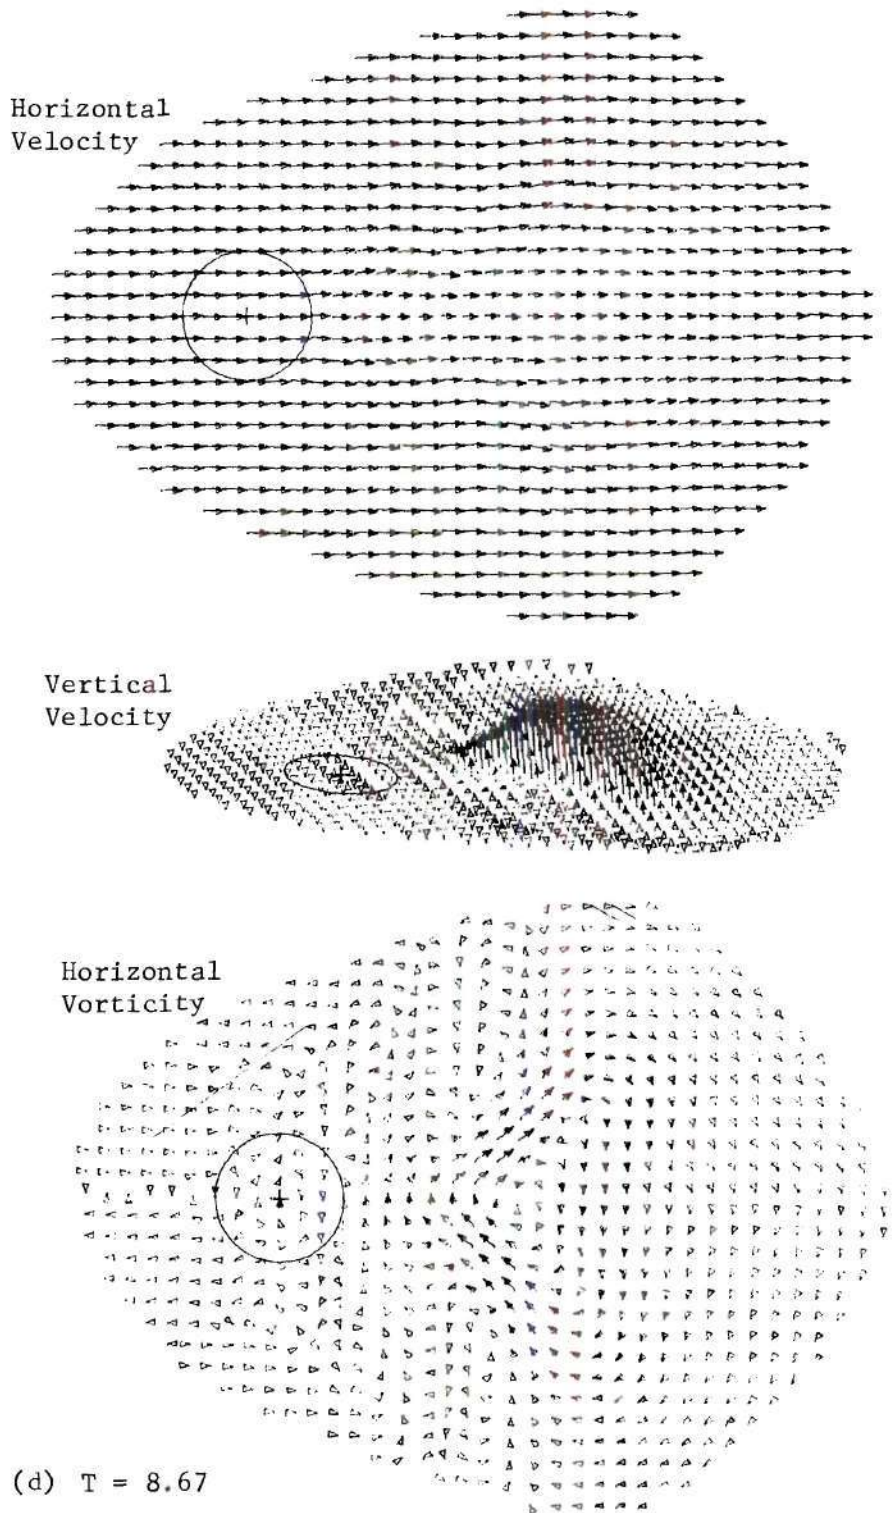 Horizontal
Velocity
Vertical
Velocity
Horizontal
Vorticity
(d) T = 8.67